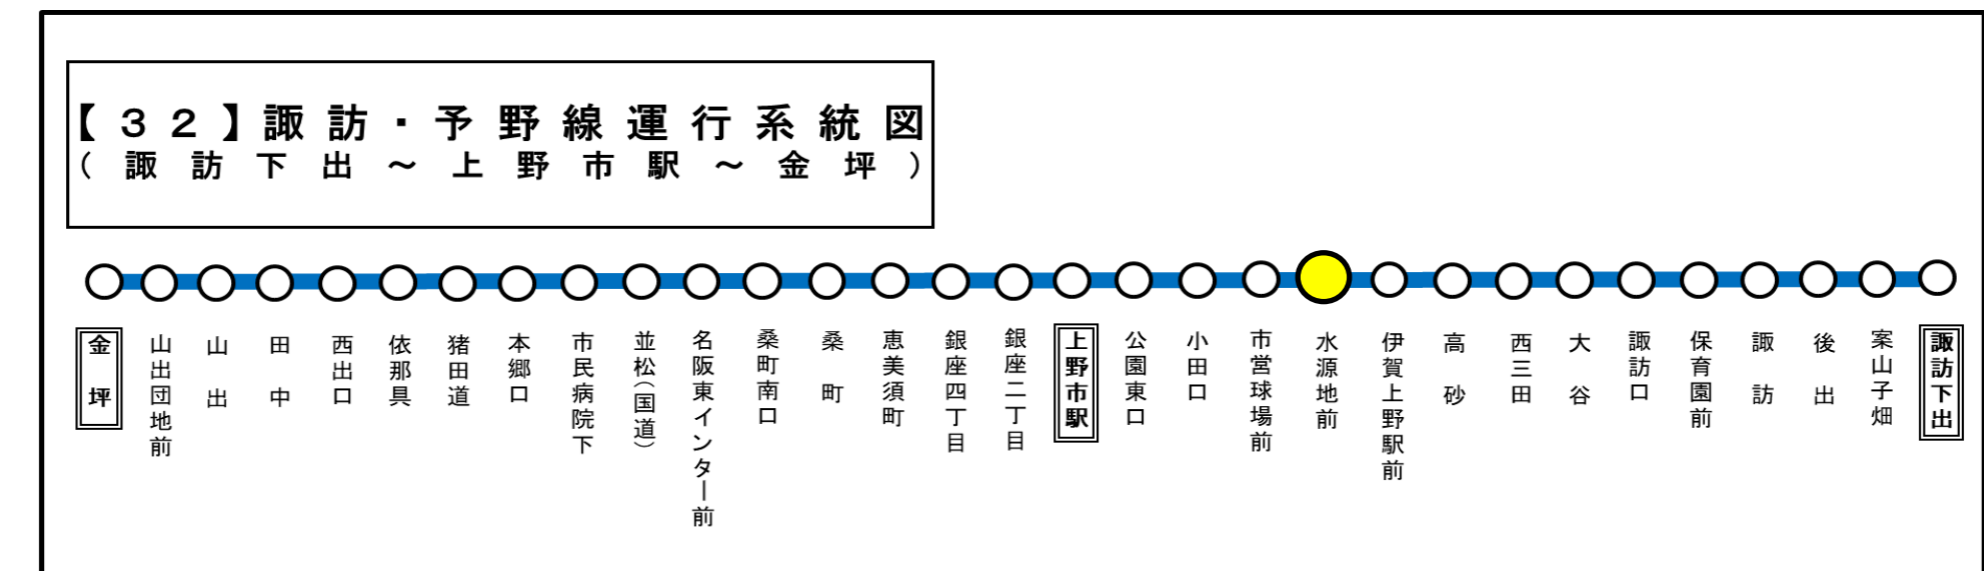 【３２】諏訪・予野線運行系統図
（諏訪下出～上野市駅～金坪）
金坪
山出団地前
山出
田中
西出口
依那具
猪田道
本郷口
市民病院下
並松（国道）
名阪東インター前
桑町南口
桑町
恵美須町
銀座四丁目
銀座二丁目
上野市駅
公園東口
小田口
市営球場前
水源地前
伊賀上野駅前
高砂
西三田
大谷
諏訪口
保育園前
諏訪
後出
案山子畑
諏訪下出